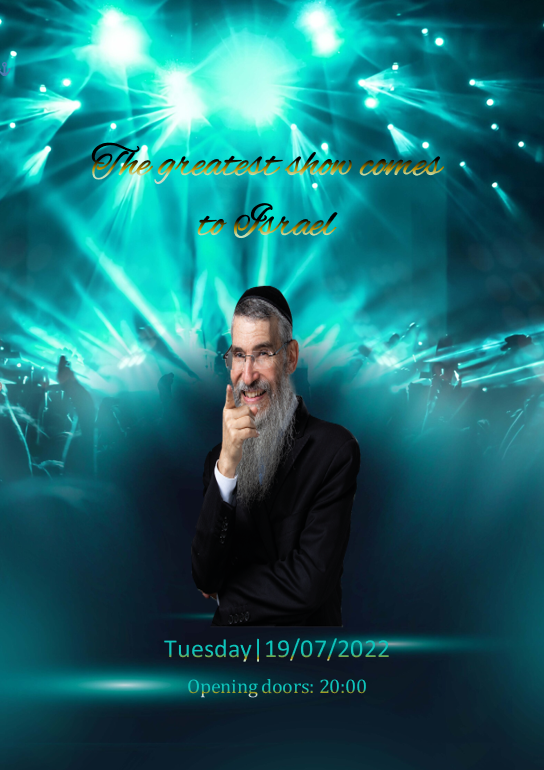 The greatest show comes
to Israel
Tuesday|19/07/2022
Opening doors: 20:00